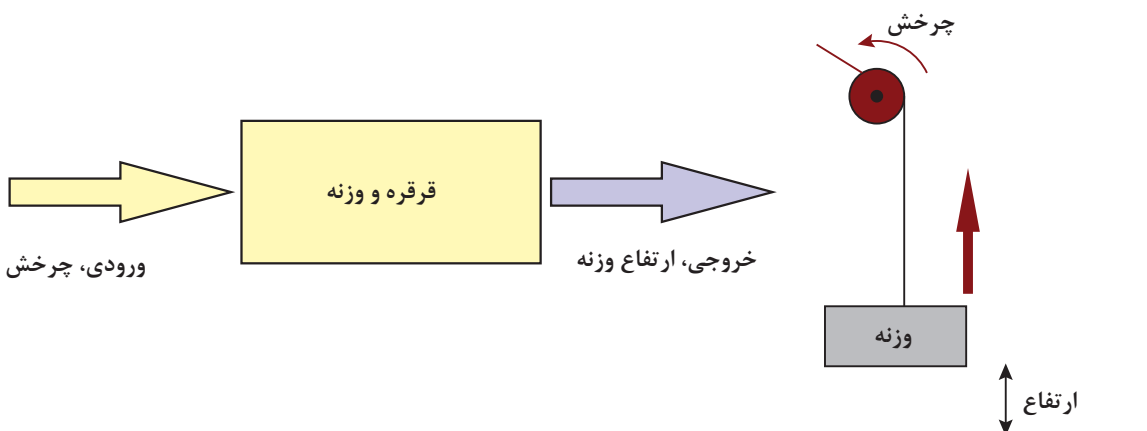 چرخش
قرقره و وزنه
ورودی، چرخش
خروجی، ارتفاع وزنه
وزنه
ارتفاع